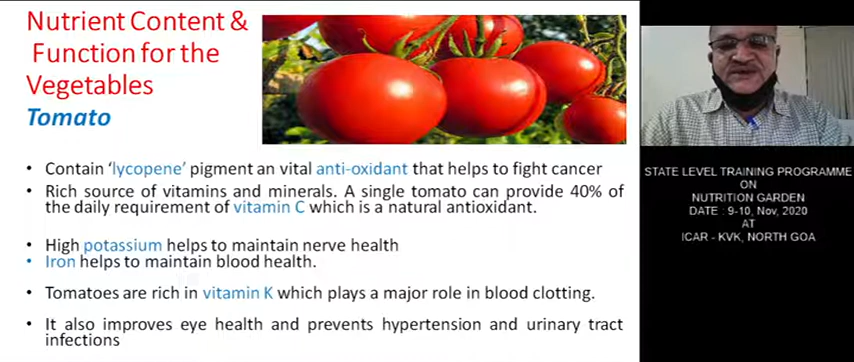 Nutrient Content &
Function for the
Vegetables
Tomato
• Contain ‘lycopene’ pigment an vital anti-oxidant that helps to fight cancer
• Rich source of vitamins and minerals. A single tomato can provide 40% of
the daily requirement of vitamin C which is a natural antioxidant.
• High potassium helps to maintain nerve health
• Iron helps to maintain blood health.
• Tomatoes are rich in vitamin K which plays a major role in blood clotting.
• It also improves eye health and prevents hypertension and urinary tract
infections
STATE LEVEL TRAINING PROGRAMME
ON
NUTRITION GARDEN
DATE : 9-10, Nov, 2020
AT
ICAR - KVK, NORTH GOA